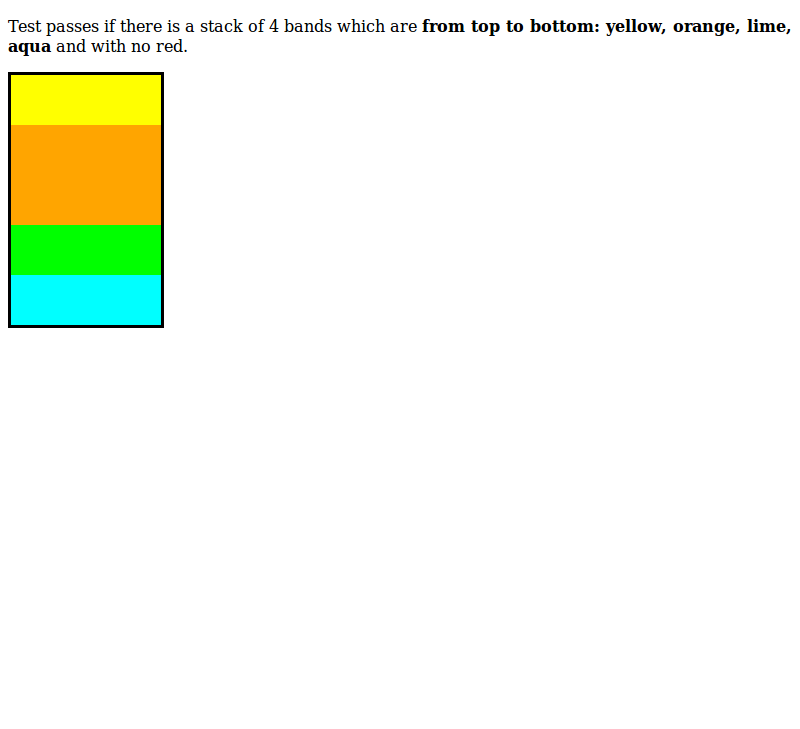 Test passes if there is a stack of 4 bands which are from top to bottom: yellow, orange, lime,
aqua and with no red.